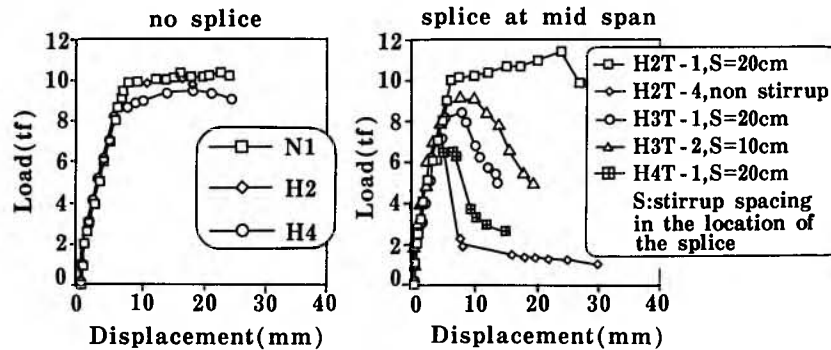 no splice
12
10
8
6
4
2
0
Load(tf)
N1
H2
H4
0 10 20 30 40
Displacement(mm)
splice at mid span
12
10
8
6
4
2
0
Load(tf)
0 10 20 30 40
Displacement(mm)
H2T-1,S=20cm
H2T-4,non stirrup
H3T-1,S=20cm
H3T-2,S=10cm
H4T-1,S=20cm
S:stirrup spacing
in the location of
the splice